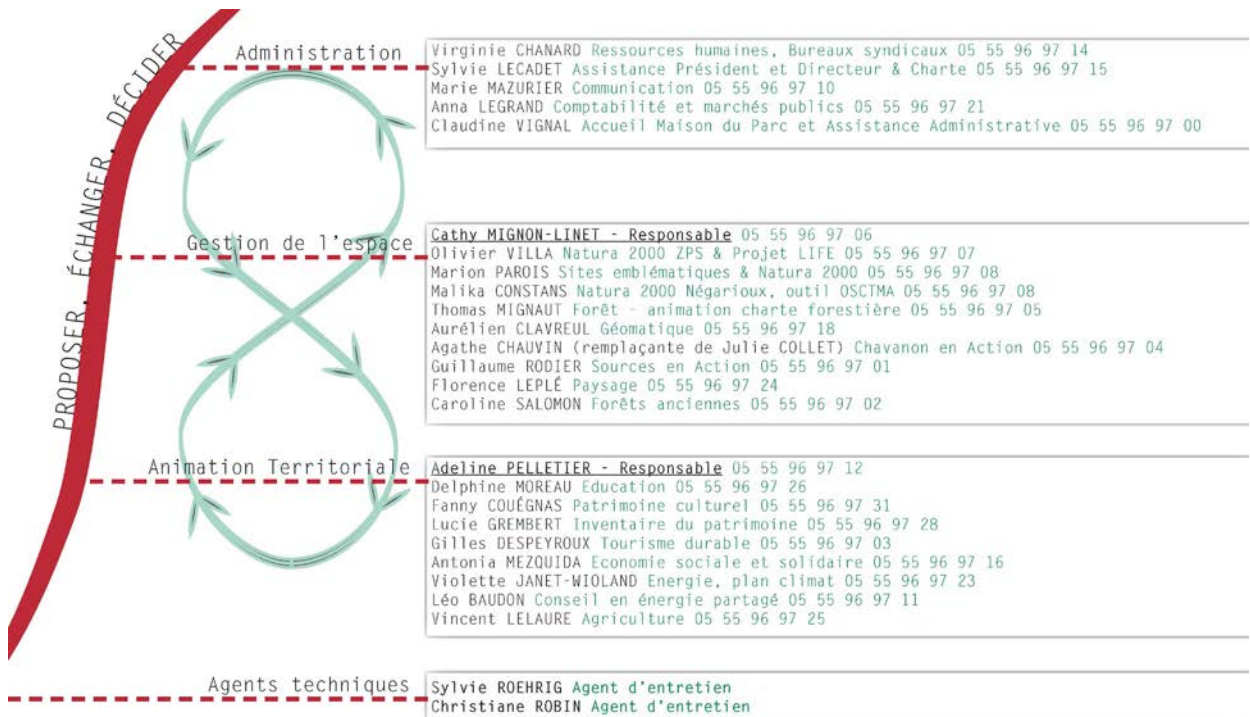 PROPOSER, ÉCHANGER, DÉCIDER
Administration
Virginie CHANARD Ressources humaines, Bureaux syndicaux 05 55 96 97 14
Sylvie LECADET Assistance Président et Directeur & Charte 05 55 96 97 15
Marie MAZURIER Communication 05 55 96 97 10
Anna LEGRAND Comptabilité et marchés publics 05 55 96 97 21
Claudine VIGNAL Accueil Maison du Parc et Assistance Administrative 05 55 96 97 00
Gestion de l'espace
Cathy MIGNON-LINET - Responsable 05 55 96 97 06
Olivier VILLA Natura 2000 ZPS & Projet LIFE 05 55 96 97 07
Marion PAROIS Sites emblématiques & Natura 2000 05 55 96 97 08
Malika CONSTANS Natura 2000 Négarioux, outil OSCTMA 05 55 96 97 08
Thomas MIGNAUT Forêt - animation charte forestière 05 55 96 97 05
Aurélien CLAVREUL Géomatique 05 55 96 97 18
Agathe CHAUVIN (remplaçante de Julie COLLET) Chavanon en Action 05 55 96 97 04
Guillaume RODIER Sources en Action 05 55 96 97 01
Florence LEPLÉ Paysage 05 55 96 97 24
Caroline SALOMON Forêts anciennes 05 55 96 97 02
Animation Territoriale
Adeline PELLETIER - Responsable 05 55 96 97 12
Delphine MOREAU Education 05 55 96 97 26
Fanny COUÉGNAS Patrimoine culturel 05 55 96 97 31
Lucie GREMBERT Inventaire du patrimoine 05 55 96 97 28
Gilles DESPEYROUX Tourisme durable 05 55 96 97 03
Antonia MEZQUIDA Economie sociale et solidaire 05 55 96 97 16
Violette JANET-WIOLAND Energie, plan climat 05 55 96 97 23
Léo BAUDON Conseil en énergie partagé 05 55 96 97 11
Vincent LELAURE Agriculture 05 55 96 97 25
Agents techniques
Sylvie ROEHRIG Agent d'entretien
Christiane ROBIN Agent d'entretien